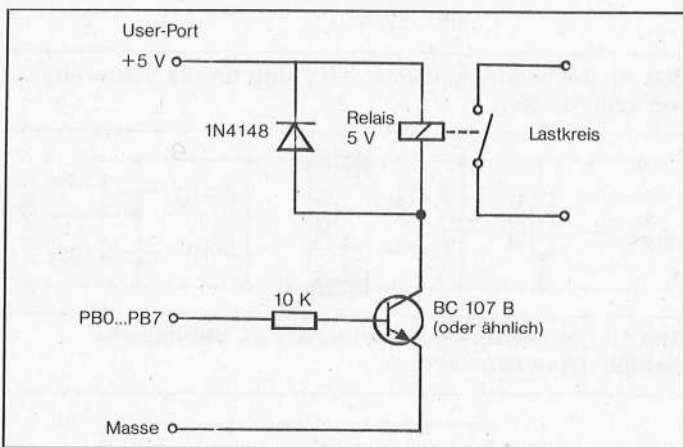 User-Port
+5 V
1N4148
Relais
5 V
Lastkreis
10 K
PB0...PB7
BC 107 B
(oder ähnlich)
Masse